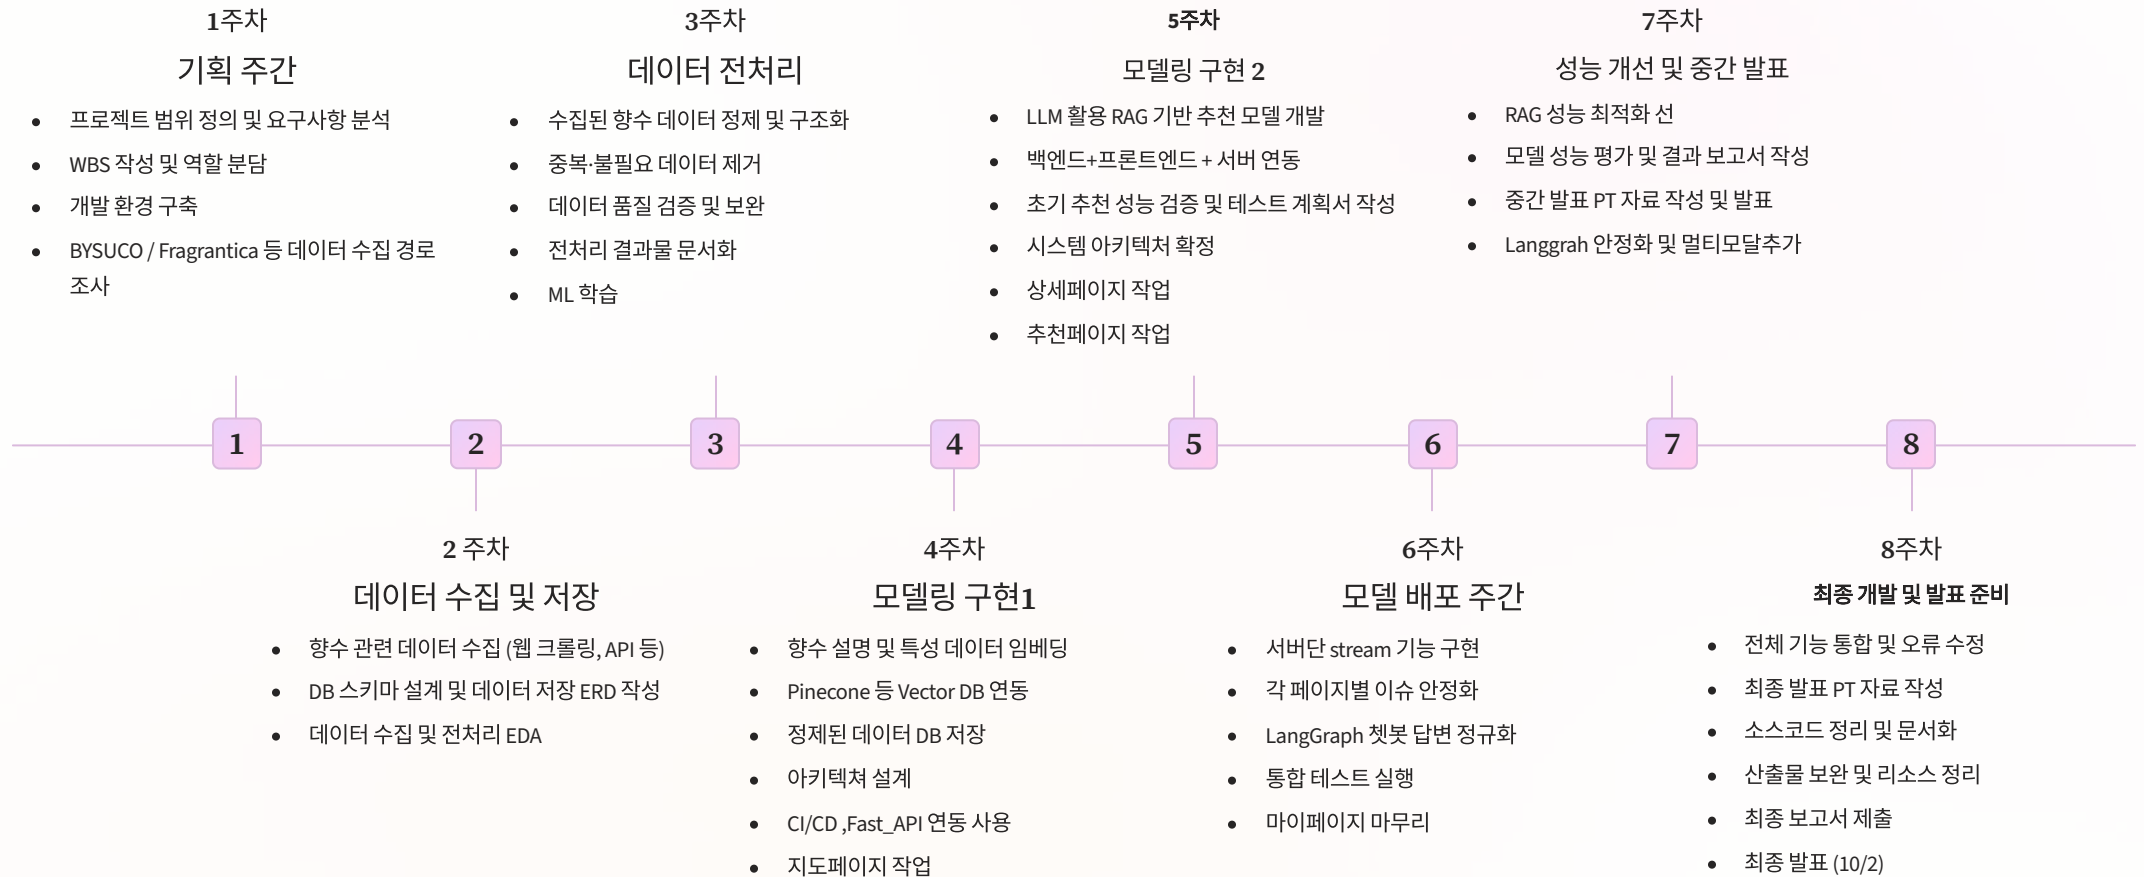 1주차
기획 주간
• 프로젝트 범위 정의 및 요구사항 분석
• WBS 작성 및 역할 분담
• 개발 환경 구축
• BYSUCO / Fragrantica 등 데이터 수집 경로
조사
3주차
데이터 전처리
• 수집된 향수 데이터 정제 및 구조화
• 중복·불필요 데이터 제거
• 데이터 품질 검증 및 보완
• 전처리 결과물 문서화
• ML 학습
5주차
모델링 구현 2
• LLM 활용 RAG 기반 추천 모델 개발
• 백엔드+프론트엔드 + 서버 연동
• 초기 추천 성능 검증 및 테스트 계획서 작성
• 시스템 아키텍처 확정
• 상세페이지 작업
• 추천페이지 작업
7주차
성능 개선 및 중간 발표
• RAG 성능 최적화 선
• 모델 성능 평가 및 결과 보고서 작성
• 중간 발표 PT 자료 작성 및 발표
• Langgrah 안정화 및 멀티모달추가
1
2
3
4
5
6
7
8
2 주차
데이터 수집 및 저장
• 향수 관련 데이터 수집 (웹 크롤링, API 등)
• DB 스키마 설계 및 데이터 저장 ERD 작성
• 데이터 수집 및 전처리 EDA
4주차
모델링 구현1
• 향수 설명 및 특성 데이터 임베딩
• Pinecone 등 Vector DB 연동
• 정제된 데이터 DB 저장
• 아키텍쳐 설계
• CI/CD ,Fast_API 연동 사용
• 지도페이지 작업
6주차
모델 배포 주간
• 서버단 stream 기능 구현
• 각 페이지별 이슈 안정화
• LangGraph 쳇봇 답변 정규화
• 통합 테스트 실행
• 마이페이지 마무리
8주차
최종 개발 및 발표 준비
• 전체 기능 통합 및 오류 수정
• 최종 발표 PT 자료 작성
• 소스코드 정리 및 문서화
• 산출물 보완 및 리소스 정리
• 최종 보고서 제출
• 최종 발표 (10/2)